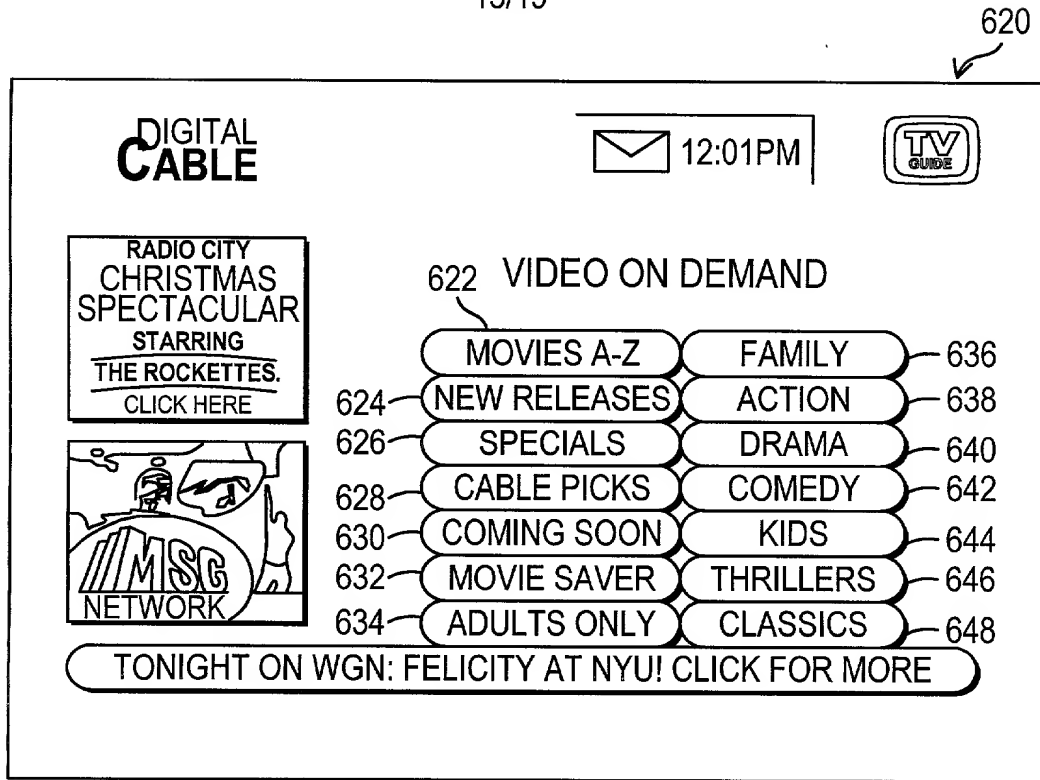 620
DIGITAL
CABLE
12:01PM
TV
GUIDE
RADIO CITY
CHRISTMAS
SPECTACULAR
STARRING
THE ROCKETTES.
CLICK HERE
MSG
NETWORK
VIDEO ON DEMAND
622
MOVIES A-Z FAMILY 636
624 NEW RELEASES ACTION 638
626 SPECIALS DRAMA 640
628 CABLE PICKS COMEDY 642
630 COMING SOON KIDS 644
632 MOVIE SAVER THRILLERS 646
634 ADULTS ONLY CLASSICS 648
TONIGHT ON WGN: FELICITY AT NYU! CLICK FOR MORE